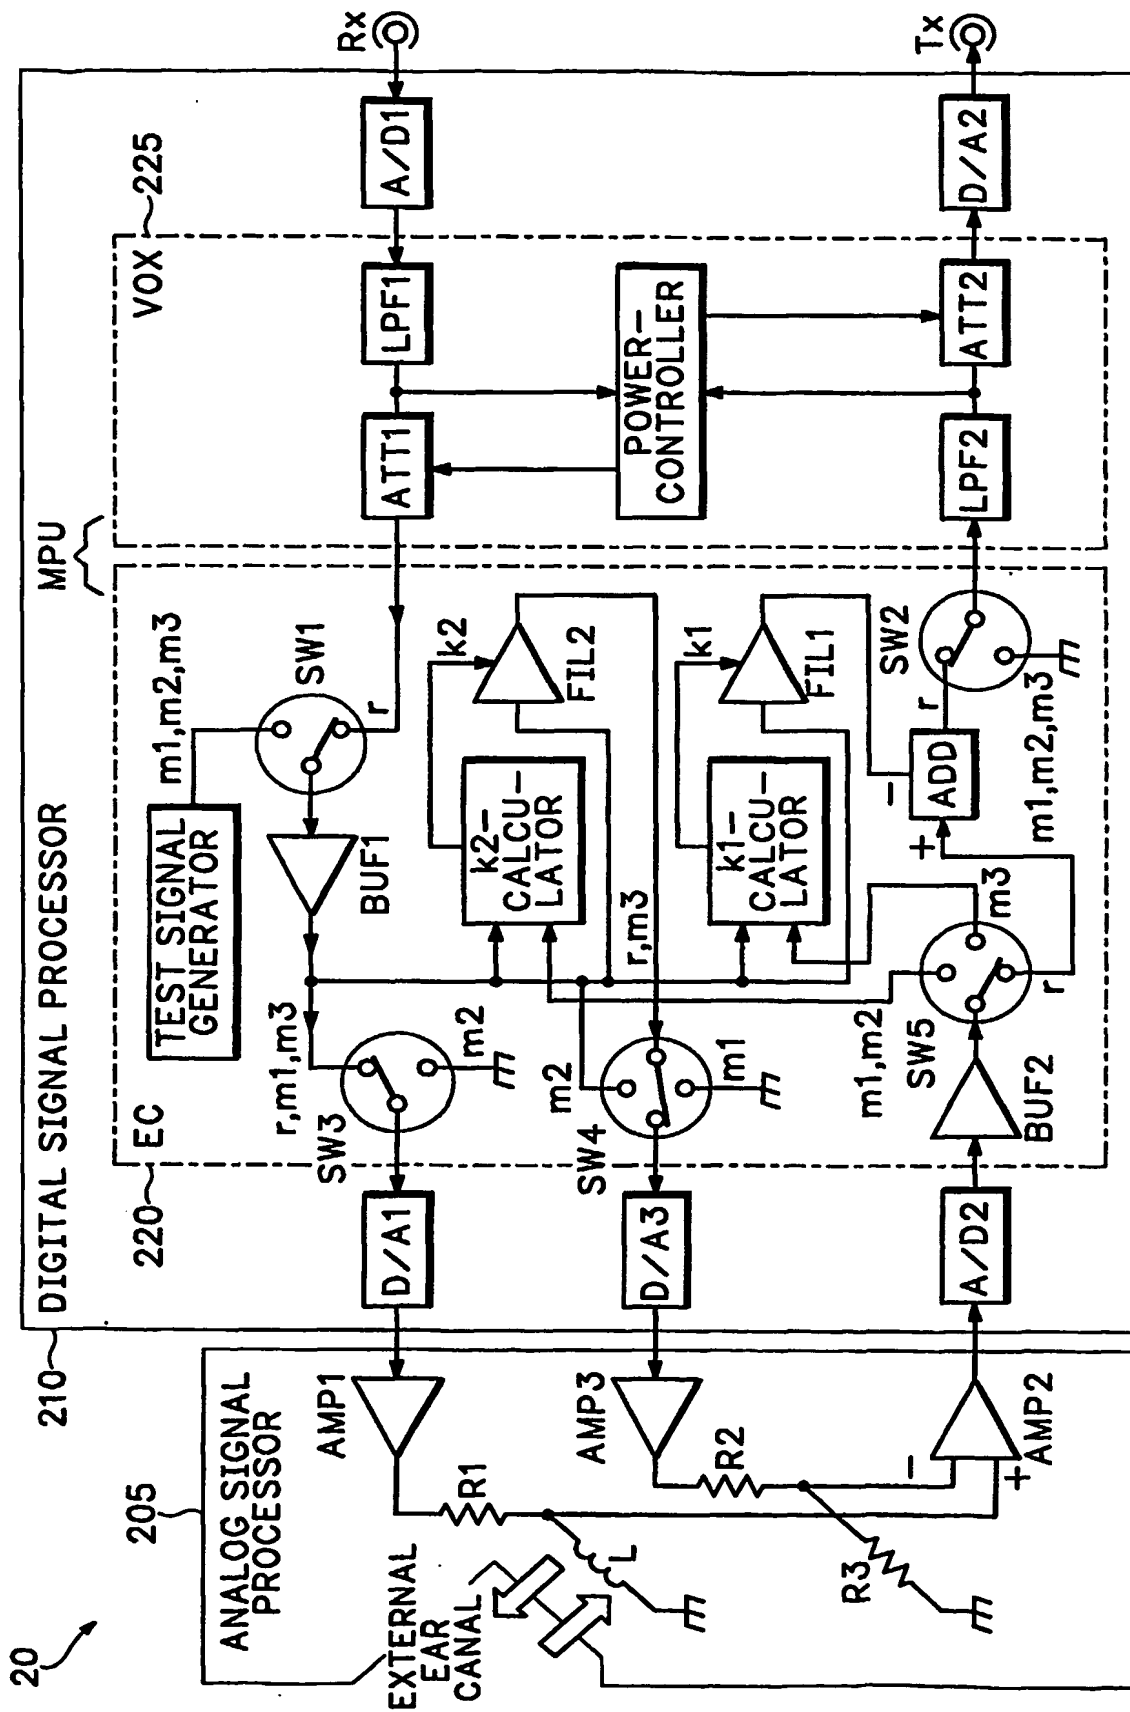 20
205
ANALOG SIGNAL
PROCESSOR
EXTERNAL
EAR
CANAL
L
R1
R2
R3
AMP1
AMP3
AMP2
-
+
210
DIGITAL SIGNAL PROCESSOR
MPU
220
EC
D/A1
D/A3
A/D2
TEST SIGNAL
GENERATOR
m1,m2,m3
SW1
r
BUF1
r,m1,m3
SW3
m2
k2-
CALCU-
LATOR
k2
FIL2
r,m3
m2
SW4
m1
k1-
CALCU-
LATOR
k1
FIL1
m1,m2
SW5
m3
r
BUF2
+
-
ADD
r
SW2
m1,m2,m3
VOX
225
ATT1
LPF1
POWER-
CONTROLLER
LPF2
ATT2
A/D1
D/A2
Rx
Tx